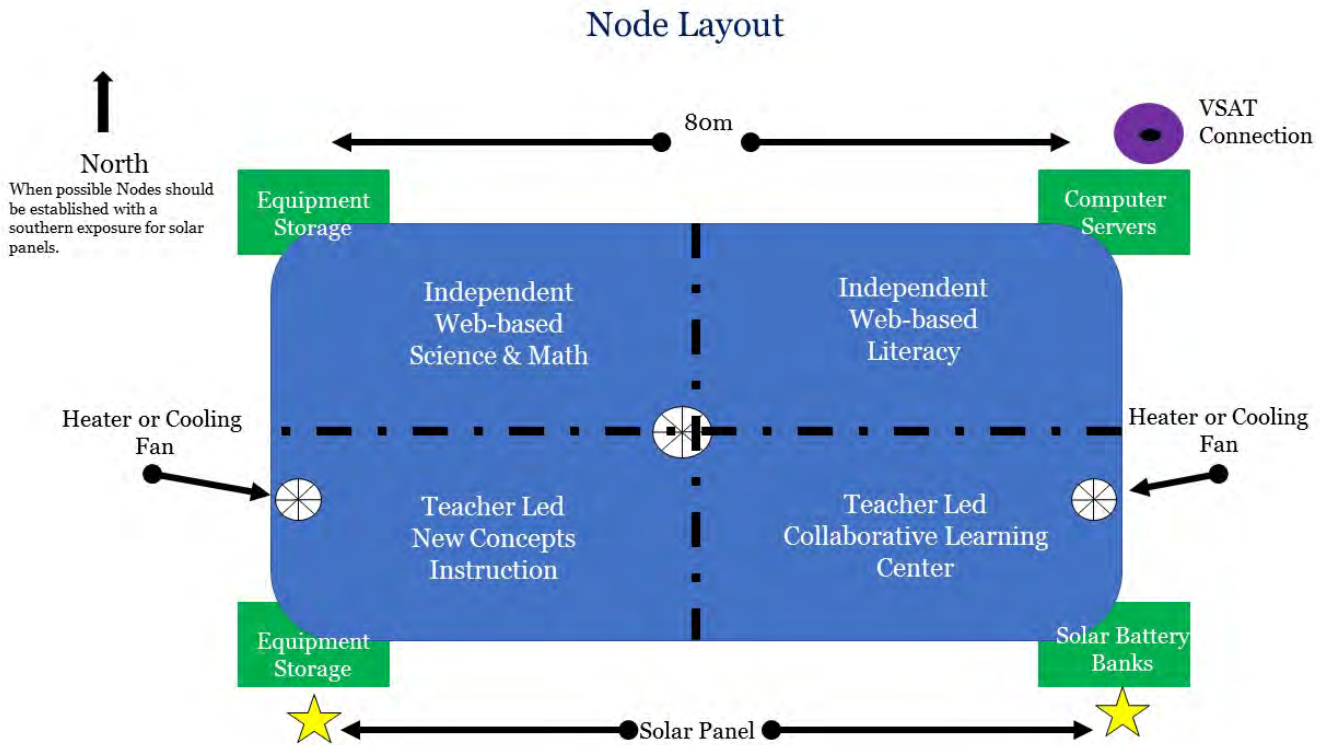 Node Layout
80m
VSAT
Connection
North
When possible Nodes should
be established with a
southern exposure for solar
panels.
Equipment
Storage
Computer
Servers
Independent
Web-based
Science & Math
Independent
Web-based
Literacy
Heater or Cooling
Fan
Heater or Cooling
Fan
Teacher Led
New Concepts
Instruction
Teacher Led
Collaborative Learning
Center
Equipment
Storage
Solar Battery
Banks
Solar Panel